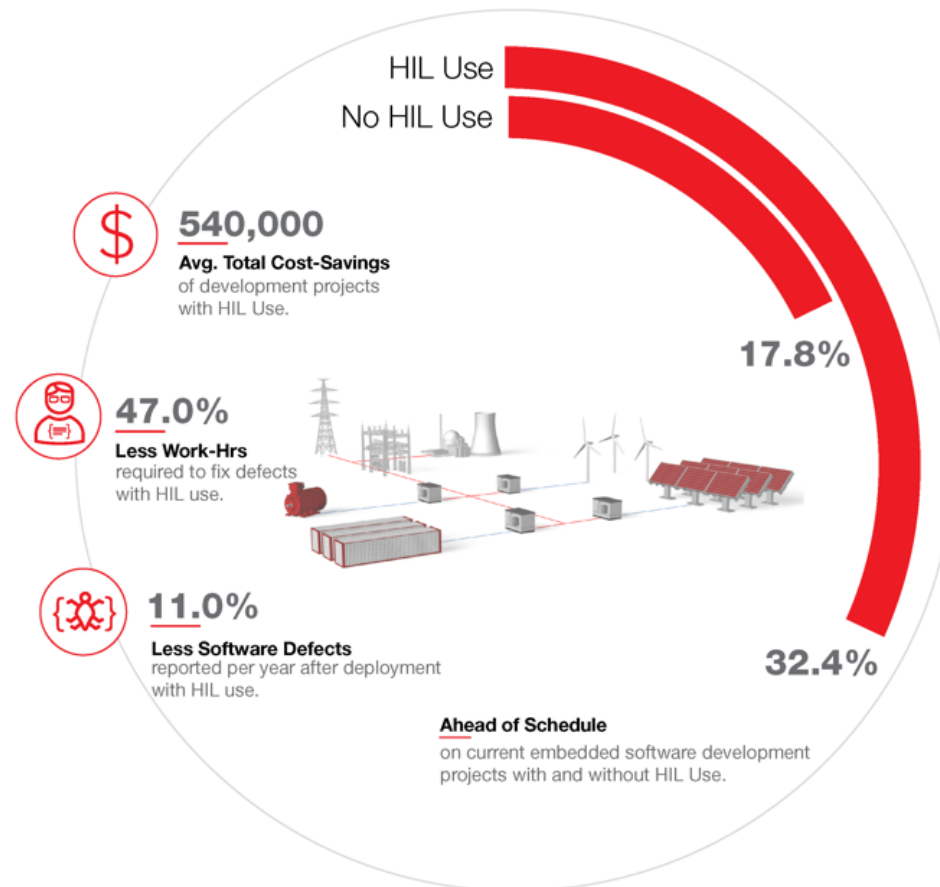 HIL Use
No HIL Use
$
540,000
Avg. Total Cost-Savings
of development projects
with HIL Use.
17.8%
47.0%
Less Work-Hrs
required to fix defects
with HIL use.
11.0%
Less Software Defects
reported per year after deployment
with HIL use.
32.4%
Ahead of Schedule
on current embedded software development
projects with and without HIL Use.